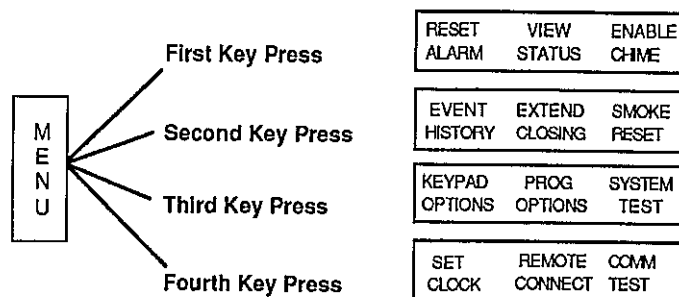 First Key Press
RESET VIEW ENABLE
ALARM STATUS CHIME
MENU
Second Key Press
EVENT EXTEND SMOKE
HISTORY CLOSING RESET
Third Key Press
KEYPAD PROG SYSTEM
OPTIONS OPTIONS TEST
Fourth Key Press
SET REMOTE COMM
CLOCK CONNECT TEST